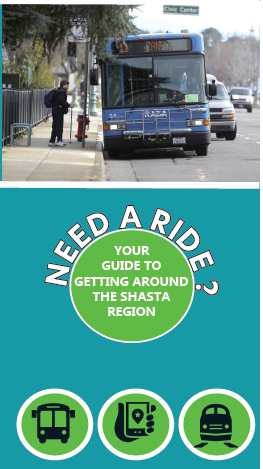 Civic Center
RABA
NEED A RIDE?
YOUR
GUIDE TO
GETTING AROUND
THE SHASTA
REGION